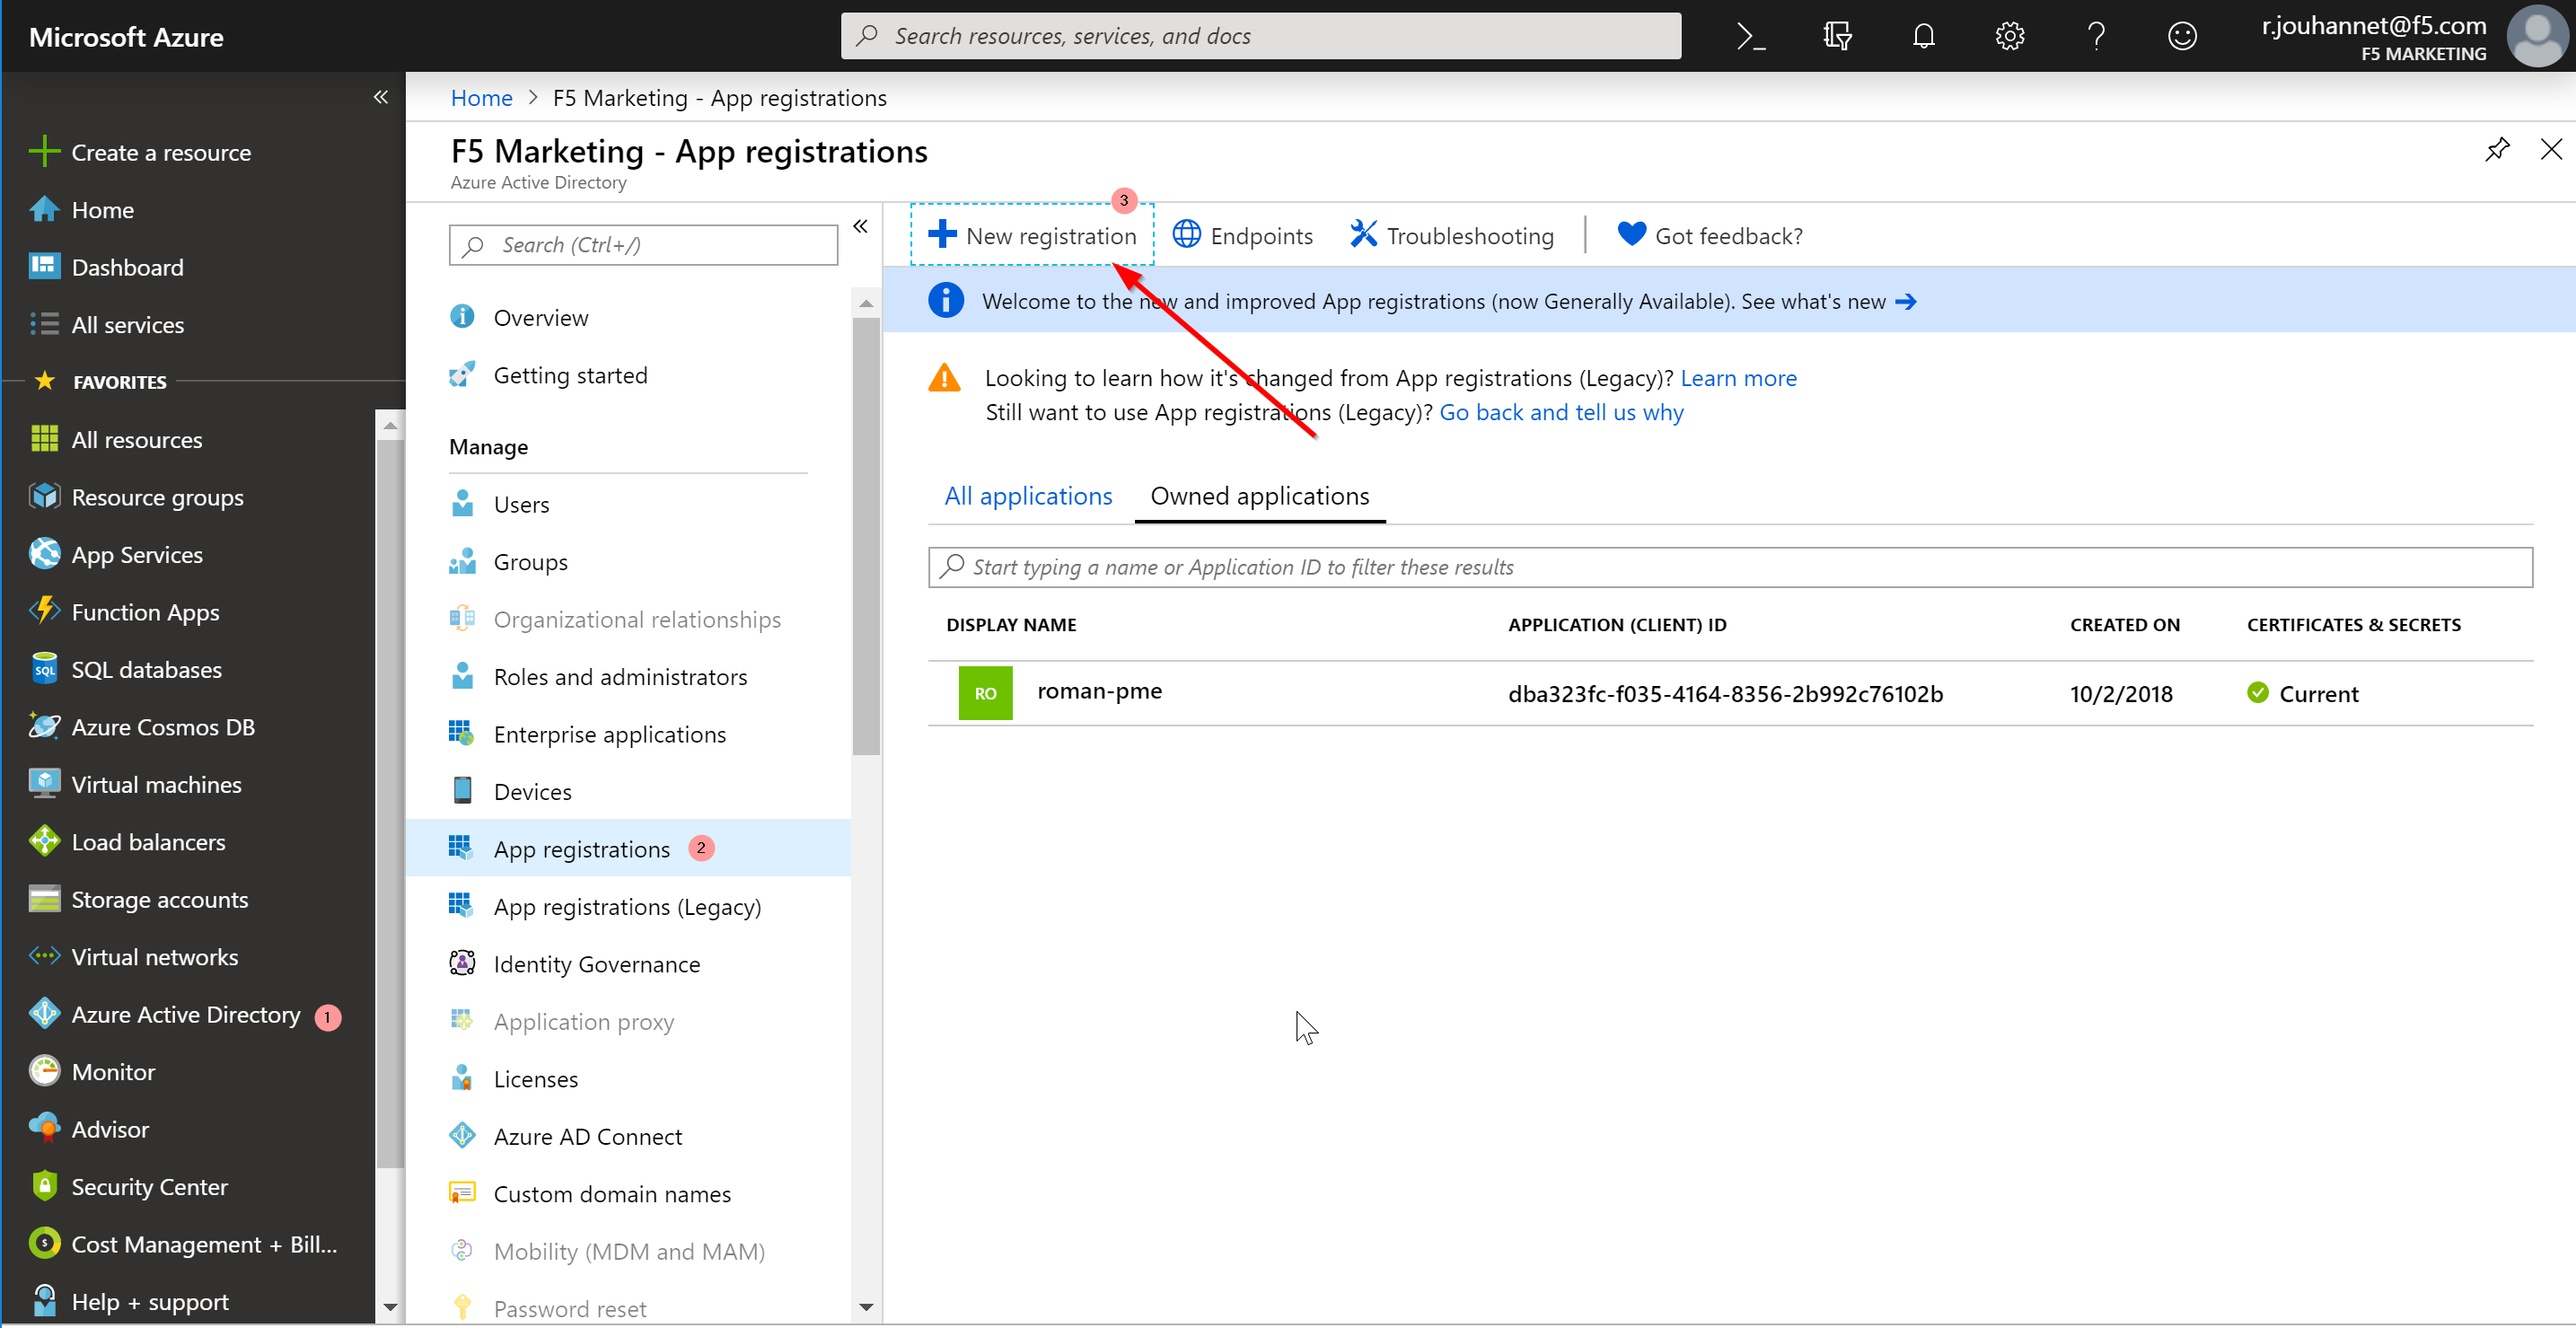 Microsoft Azure
Search resources, services, and docs
r.jouhannet@f5.com
F5 MARKETING
Create a resource
Home
Dashboard
All services
FAVORITES
All resources
Resource groups
App Services
Function Apps
SQL
SQL databases
Azure Cosmos DB
Virtual machines
Load balancers
Storage accounts
Virtual networks
Azure Active Directory 1
Monitor
Advisor
Security Center
Cost Management + Bill...
Help + support
Home > F5 Marketing - App registrations
F5 Marketing - App registrations
Azure Active Directory
Search (Ctrl+/)
Overview
Getting started
Manage
Users
Groups
Organizational relationships
Roles and administrators
Enterprise applications
Devices
App registrations 2
App registrations (Legacy)
Identity Governance
Application proxy
Licenses
Azure AD Connect
Custom domain names
Mobility (MDM and MAM)
Password reset
3
New registration Endpoints Troubleshooting Got feedback?
Welcome to the new and improved App registrations (now Generally Available). See what's new →
Looking to learn how it's changed from App registrations (Legacy)? Learn more
Still want to use App registrations (Legacy)? Go back and tell us why
All applications Owned applications
Start typing a name or Application ID to filter these results
DISPLAY NAME APPLICATION (CLIENT) ID CREATED ON CERTIFICATES & SECRETS
RO roman-pme dba323fc-f035-4164-8356-2b992c76102b 10/2/2018 Current